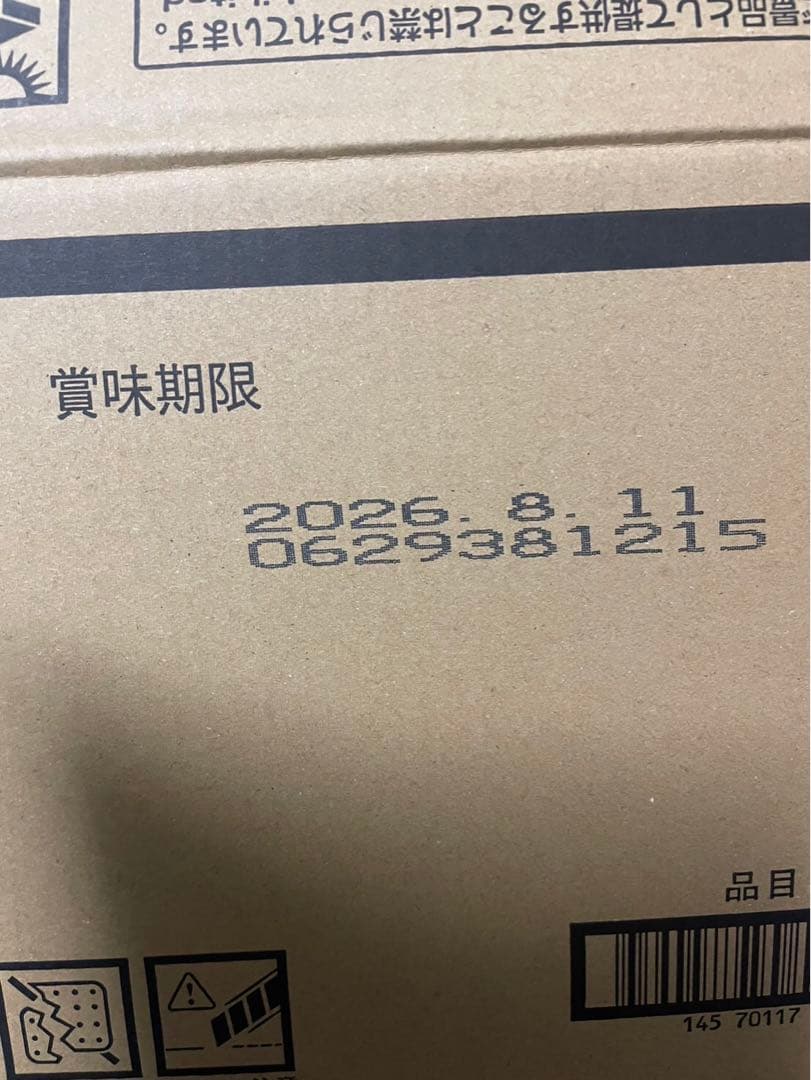 景品として提供することは禁じられています。
賞味期限
2026. 8. 11
0629381215
品目
145 70117